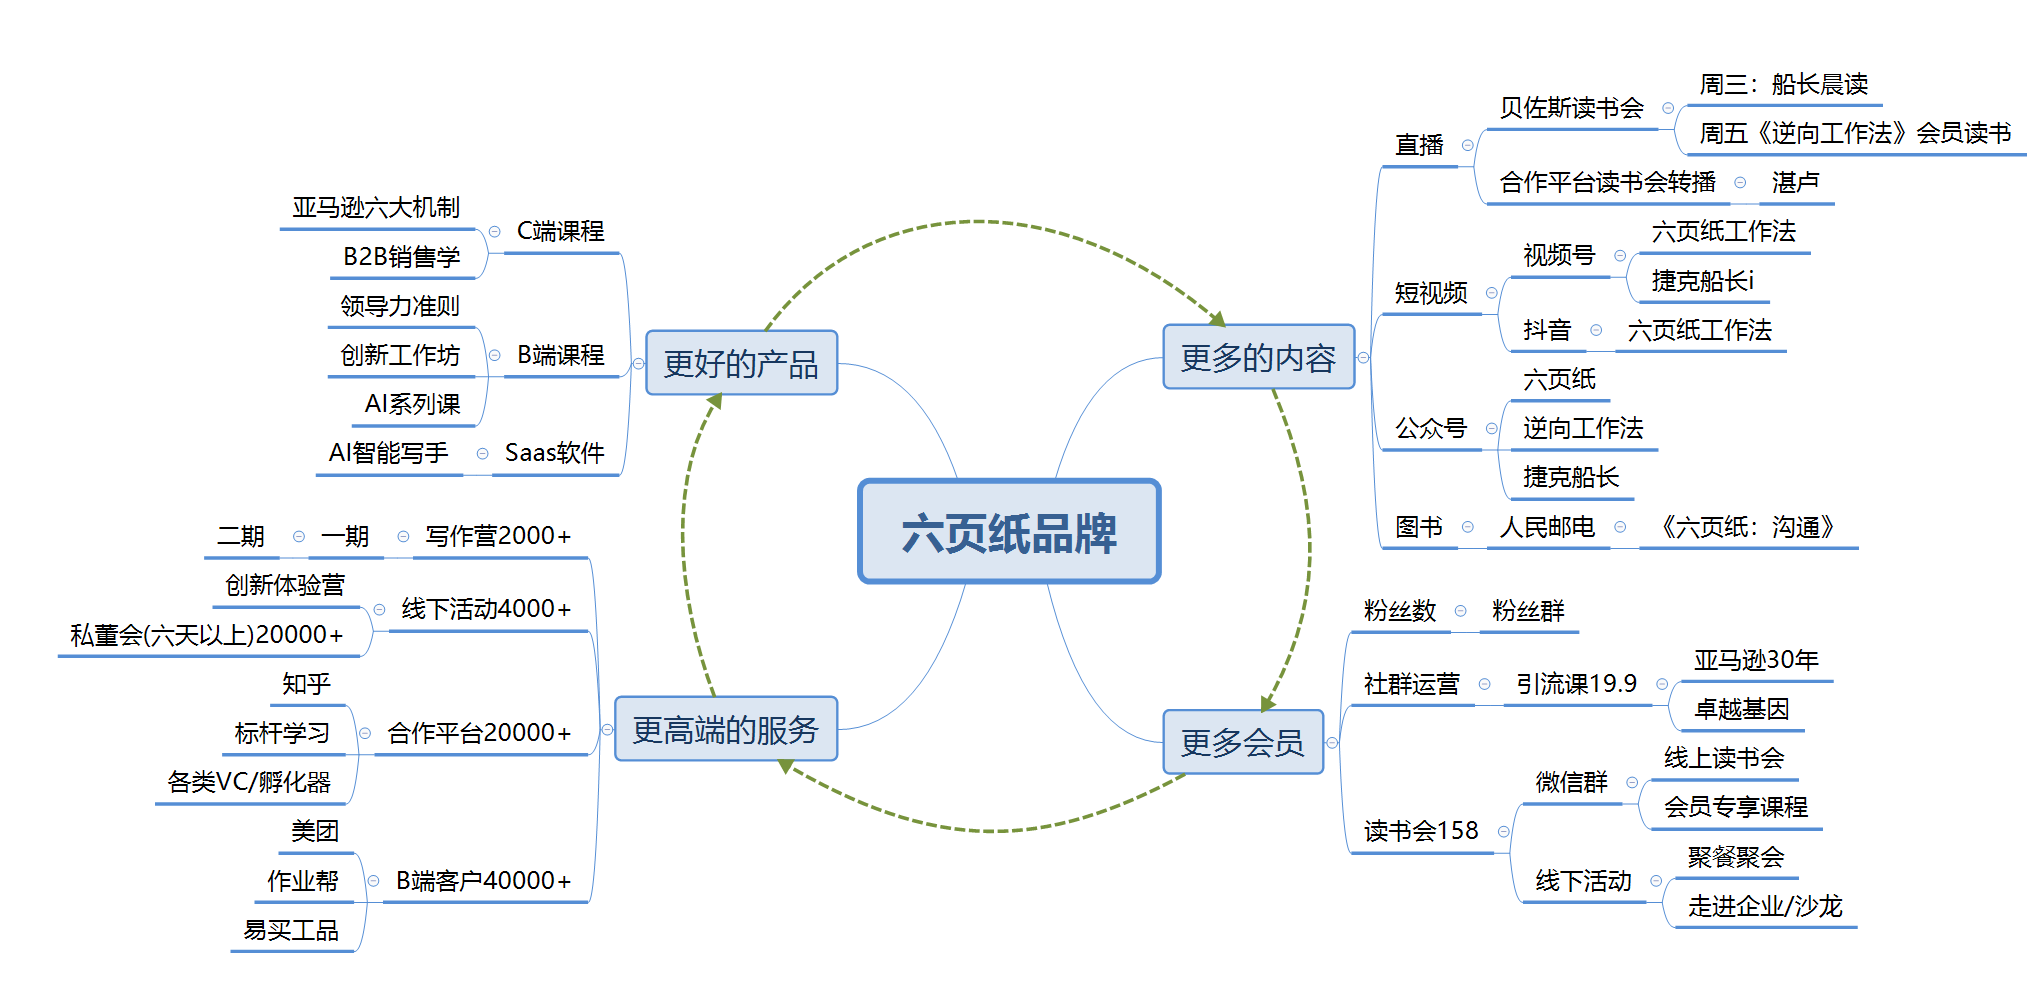 六页纸品牌
更多的内容
直播
贝佐斯读书会
周三：船长晨读
周五《逆向工作法》会员读书
合作平台读书会转播
湛卢
短视频
视频号
六页纸工作法
捷克船长i
抖音
六页纸工作法
公众号
六页纸
逆向工作法
捷克船长
图书
人民邮电
《六页纸：沟通》
更多会员
粉丝数
粉丝群
社群运营
引流课19.9
亚马逊30年
卓越基因
读书会158
微信群
线上读书会
会员专享课程
线下活动
聚餐聚会
走进企业/沙龙
更高端的服务
写作营2000+
一期
二期
线下活动4000+
创新体验营
私董会(六天以上)20000+
合作平台20000+
知乎
标杆学习
各类VC/孵化器
B端客户40000+
美团
作业帮
易买工品
更好的产品
C端课程
亚马逊六大机制
B2B销售学
B端课程
领导力准则
创新工作坊
AI系列课
Saas软件
AI智能写手